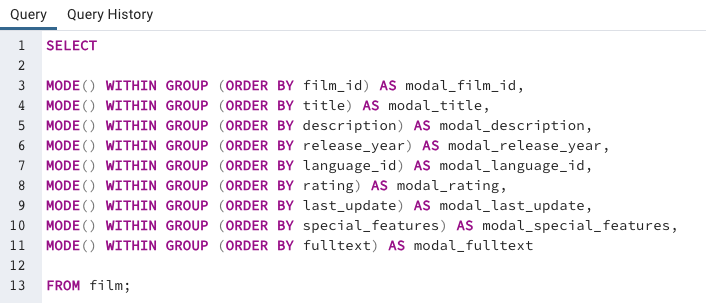 Query Query History
1 SELECT
2
3 MODE() WITHIN GROUP (ORDER BY film_id) AS modal_film_id,
4 MODE() WITHIN GROUP (ORDER BY title) AS modal_title,
5 MODE() WITHIN GROUP (ORDER BY description) AS modal_description,
6 MODE() WITHIN GROUP (ORDER BY release_year) AS modal_release_year,
7 MODE() WITHIN GROUP (ORDER BY language_id) AS modal_language_id,
8 MODE() WITHIN GROUP (ORDER BY rating) AS modal_rating,
9 MODE() WITHIN GROUP (ORDER BY last_update) AS modal_last_update,
10 MODE() WITHIN GROUP (ORDER BY special_features) AS modal_special_features,
11 MODE() WITHIN GROUP (ORDER BY fulltext) AS modal_fulltext
12
13 FROM film;